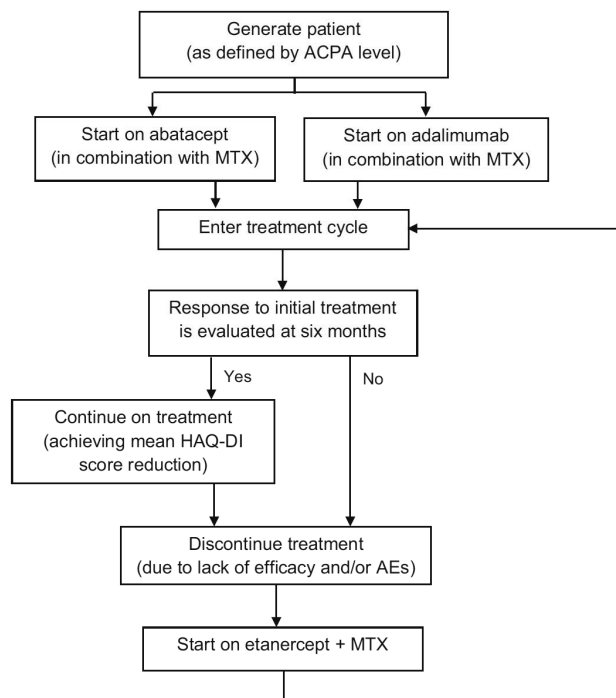 Generate patient
(as defined by ACPA level)
Start on abatacept
(in combination with MTX)
Start on adalimumab
(in combination with MTX)
Enter treatment cycle
Response to initial treatment
is evaluated at six months
Yes
No
Continue on treatment
(achieving mean HAQ-DI
score reduction)
Discontinue treatment
(due to lack of efficacy and/or AEs)
Start on etanercept + MTX